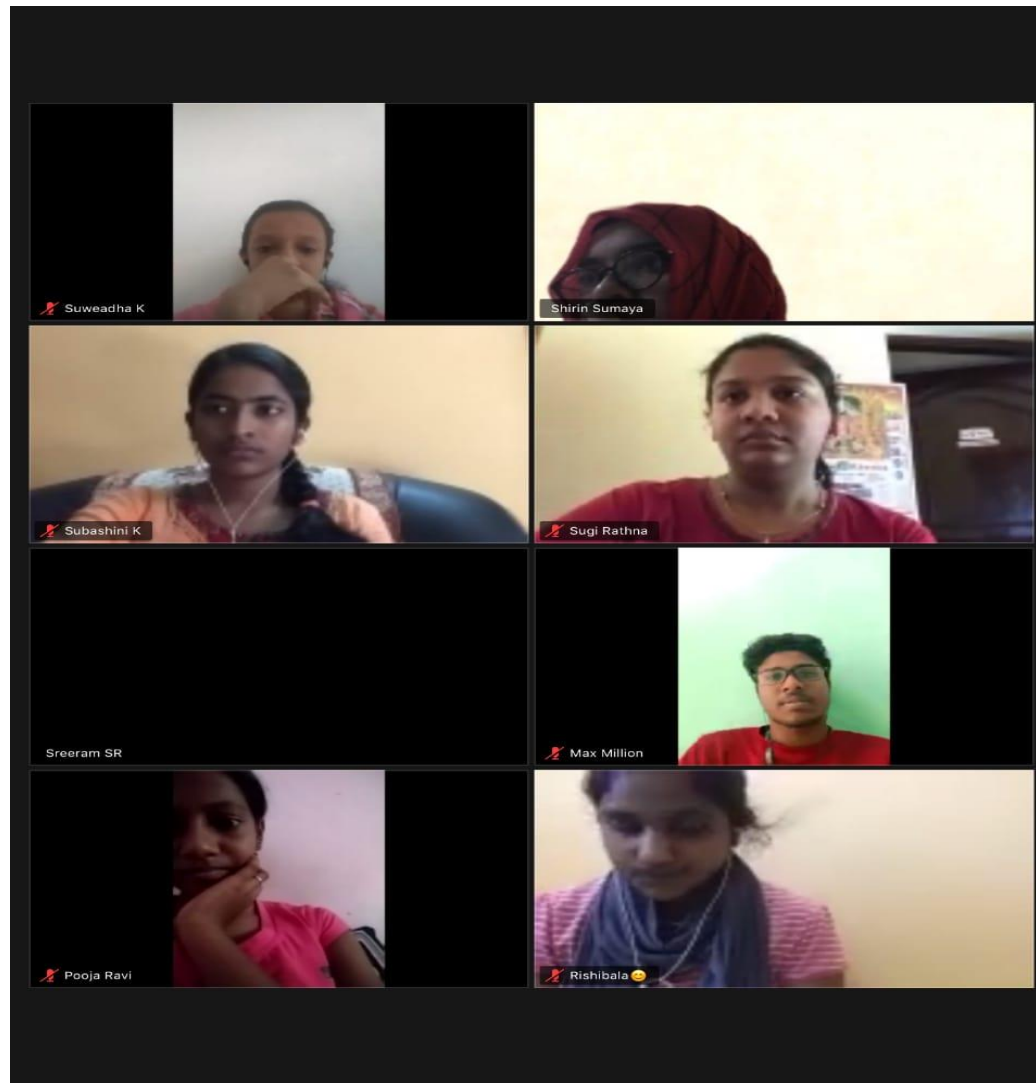 Suweadha K
Shirin Sumaya
Subashini K
Sugi Rathna
Sreeram SR
Max Million
Pooja Ravi
Rishibala😊